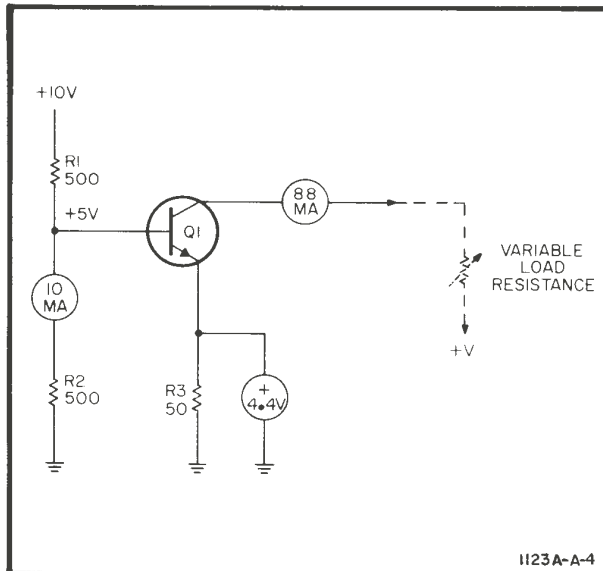 +10V
R1
500
+5V
Q1
88
MA
VARIABLE
LOAD
RESISTANCE
+V
10
MA
R2
500
R3
50
+
4.4V
1123A-A-4